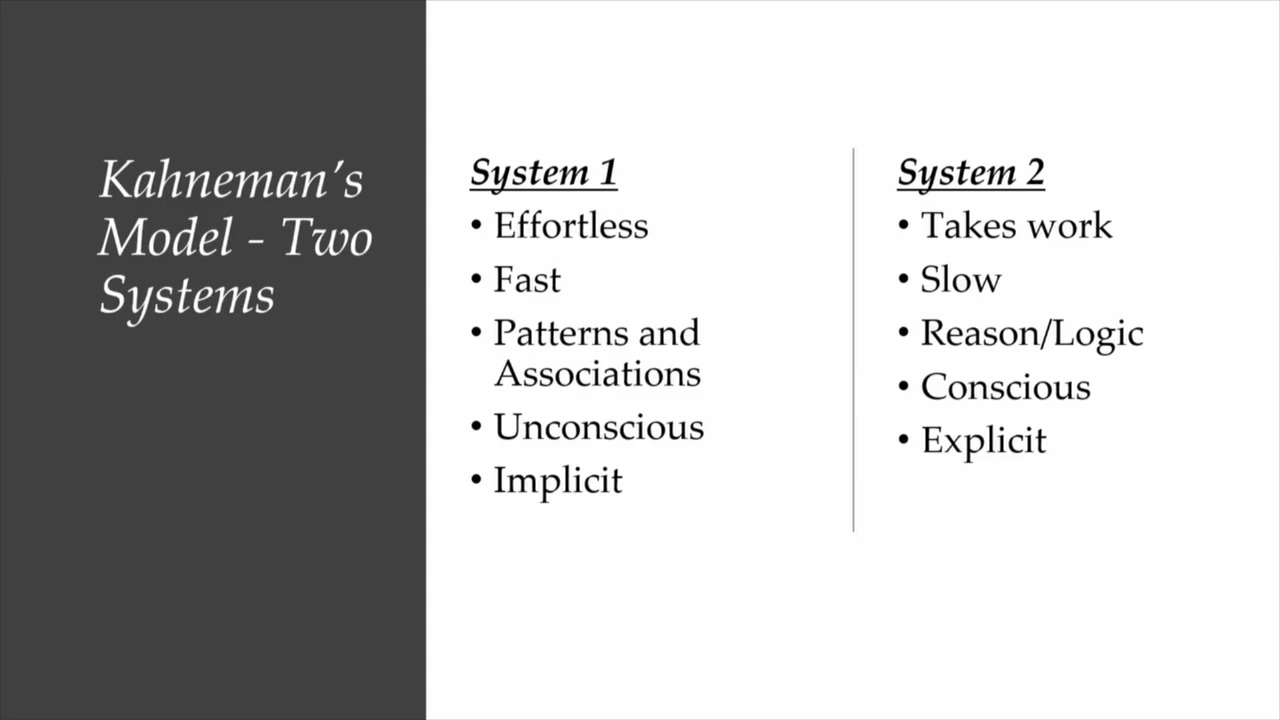 Kahneman’s
Model - Two
Systems
System 1
• Effortless
• Fast
• Patterns and
Associations
• Unconscious
• Implicit
System 2
• Takes work
• Slow
• Reason/Logic
• Conscious
• Explicit